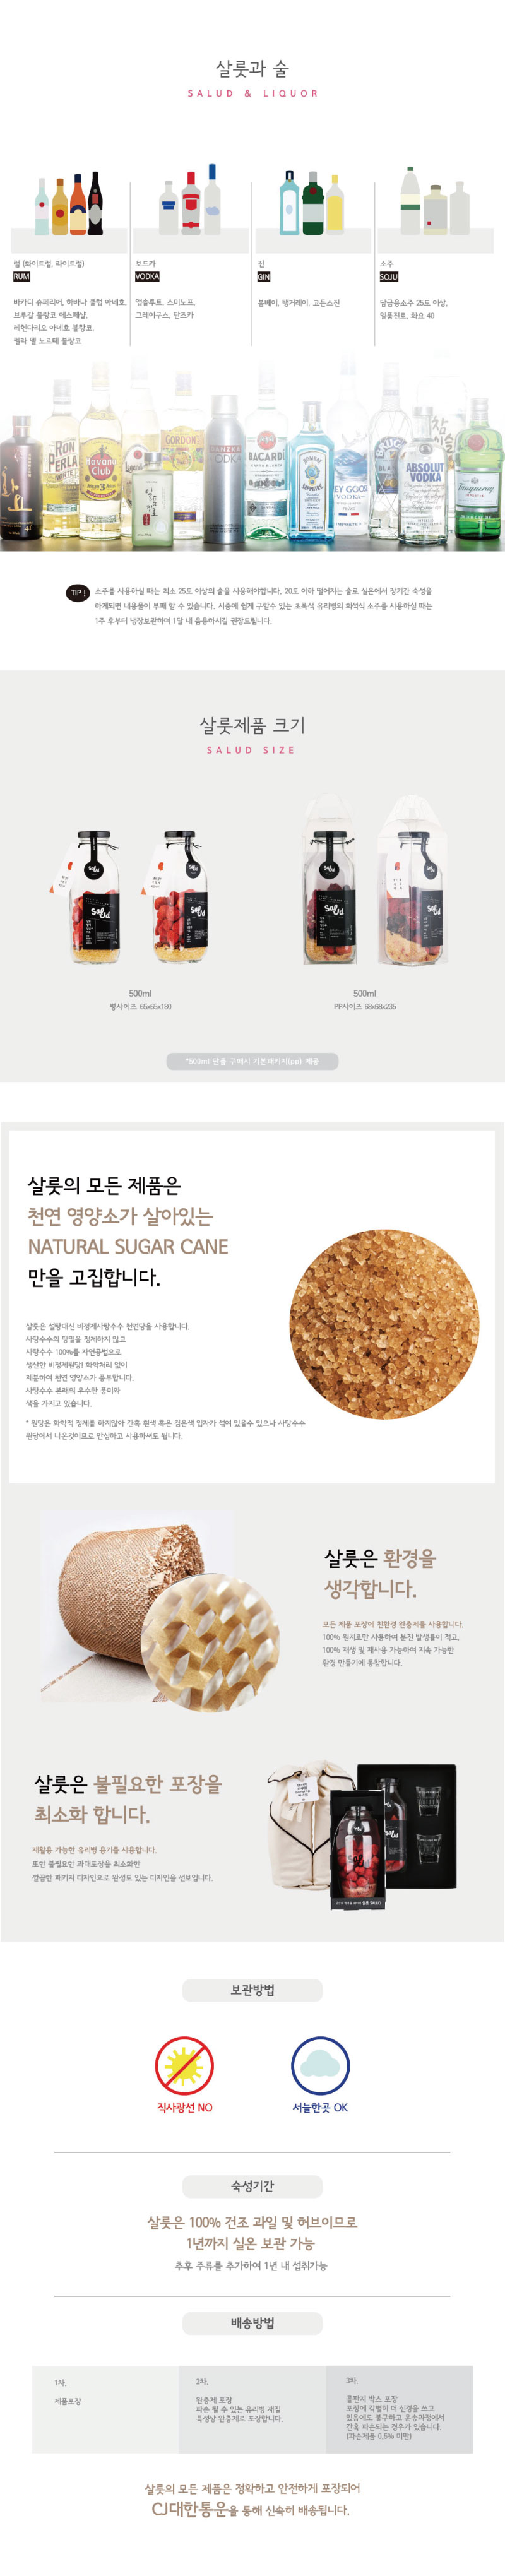 살룻과 술
SALUD & LIQUOR
럼 (화이트럼, 라이트럼)
RUM
바카디 슈페리어, 하바나 클럽 아네호,
브루갈 블랑코 에스페샬,
레헨다리오 아네호 블랑코,
펠라 델 노르테 블랑코
보드카
VODKA
앱솔루트, 스미노프,
그레이구스, 단즈카
진
GIN
봄베이, 탱거레이, 고든스진
소주
SOJU
담금용소주 25도 이상,
일품진로, 화요 40
화요
41
RON
PERLA
Havana
Club
3
GORDON'S
DANZKA
VODKA
BACARDI
BOMBAY
SAPPHIRE
EY GOOSE
VODKA
IMPORTED
BRUGAL
BLA
참
이슬
ABSOLUT
VODKA
Tanqueray
TIP !
소주를 사용하실 때는 최소 25도 이상의 술을 사용해야합니다. 20도 이하 떨어지는 술로 실온에서 장기간 숙성을
하게되면 내용물이 부패 할 수 있습니다. 시중에 쉽게 구할수 있는 초록색 유리병의 희석식 소주를 사용하실 때는
1주 후부터 냉장보관하며 1달 내 음용하시길 권장드립니다.
살룻제품 크기
SALUD SIZE
salud
salud
salud
salud
500ml
병사이즈 65x65x180
500ml
PP사이즈 68x68x235
*500ml 단품 구매시 기본패키지(pp) 제공
살룻의 모든 제품은
천연 영양소가 살아있는
NATURAL SUGAR CANE
만을 고집합니다.
살룻은 설탕대신 비정제사탕수수 천연당을 사용합니다.
사탕수수의 당밀을 정제하지 않고
사탕수수 100%를 자연공법으로
생산한 비정제원당! 화학처리 없이
제분하여 천연 영양소가 풍부합니다.
사탕수수 본래의 우수한 풍미와
색을 가지고 있습니다.
* 원당은 화학적 정제를 하지않아 간혹 흰색 혹은 검은색 입자가 섞여 있을수 있으나 사탕수수
원당에서 나온것이므로 안심하고 사용하셔도 됩니다.
살룻은 환경을
생각합니다.
모든 제품 포장에 친환경 완충제를 사용합니다.
100% 원지로만 사용하여 분진 발생률이 적고,
100% 재생 및 재사용 가능하여 지속 가능한
환경 만들기에 동참합니다.
살룻은 불필요한 포장을
최소화 합니다.
재활용 가능한 유리병 용기를 사용합니다.
또한 불필요한 과대포장을 최소화한
깔끔한 패키지 디자인으로 완성도 있는 디자인을 선보입니다.
보관방법
직사광선 NO
서늘한곳 OK
숙성기간
살룻은 100% 건조 과일 및 허브이므로
1년까지 실온 보관 가능
추후 주류를 추가하여 1년 내 섭취가능
배송방법
1차.
제품포장
2차.
완충제 포장
파손 될 수 있는 유리병 재질
특성상 완충제로 포장합니다.
3차.
골판지 박스 포장
포장에 각별히 더 신경을 쓰고
있음에도 불구하고 운송과정에서
간혹 파손되는 경우가 있습니다.
(파손제품 0.5% 미만)
살룻의 모든 제품은 정확하고 안전하게 포장되어
CJ대한통운을 통해 신속히 배송됩니다.